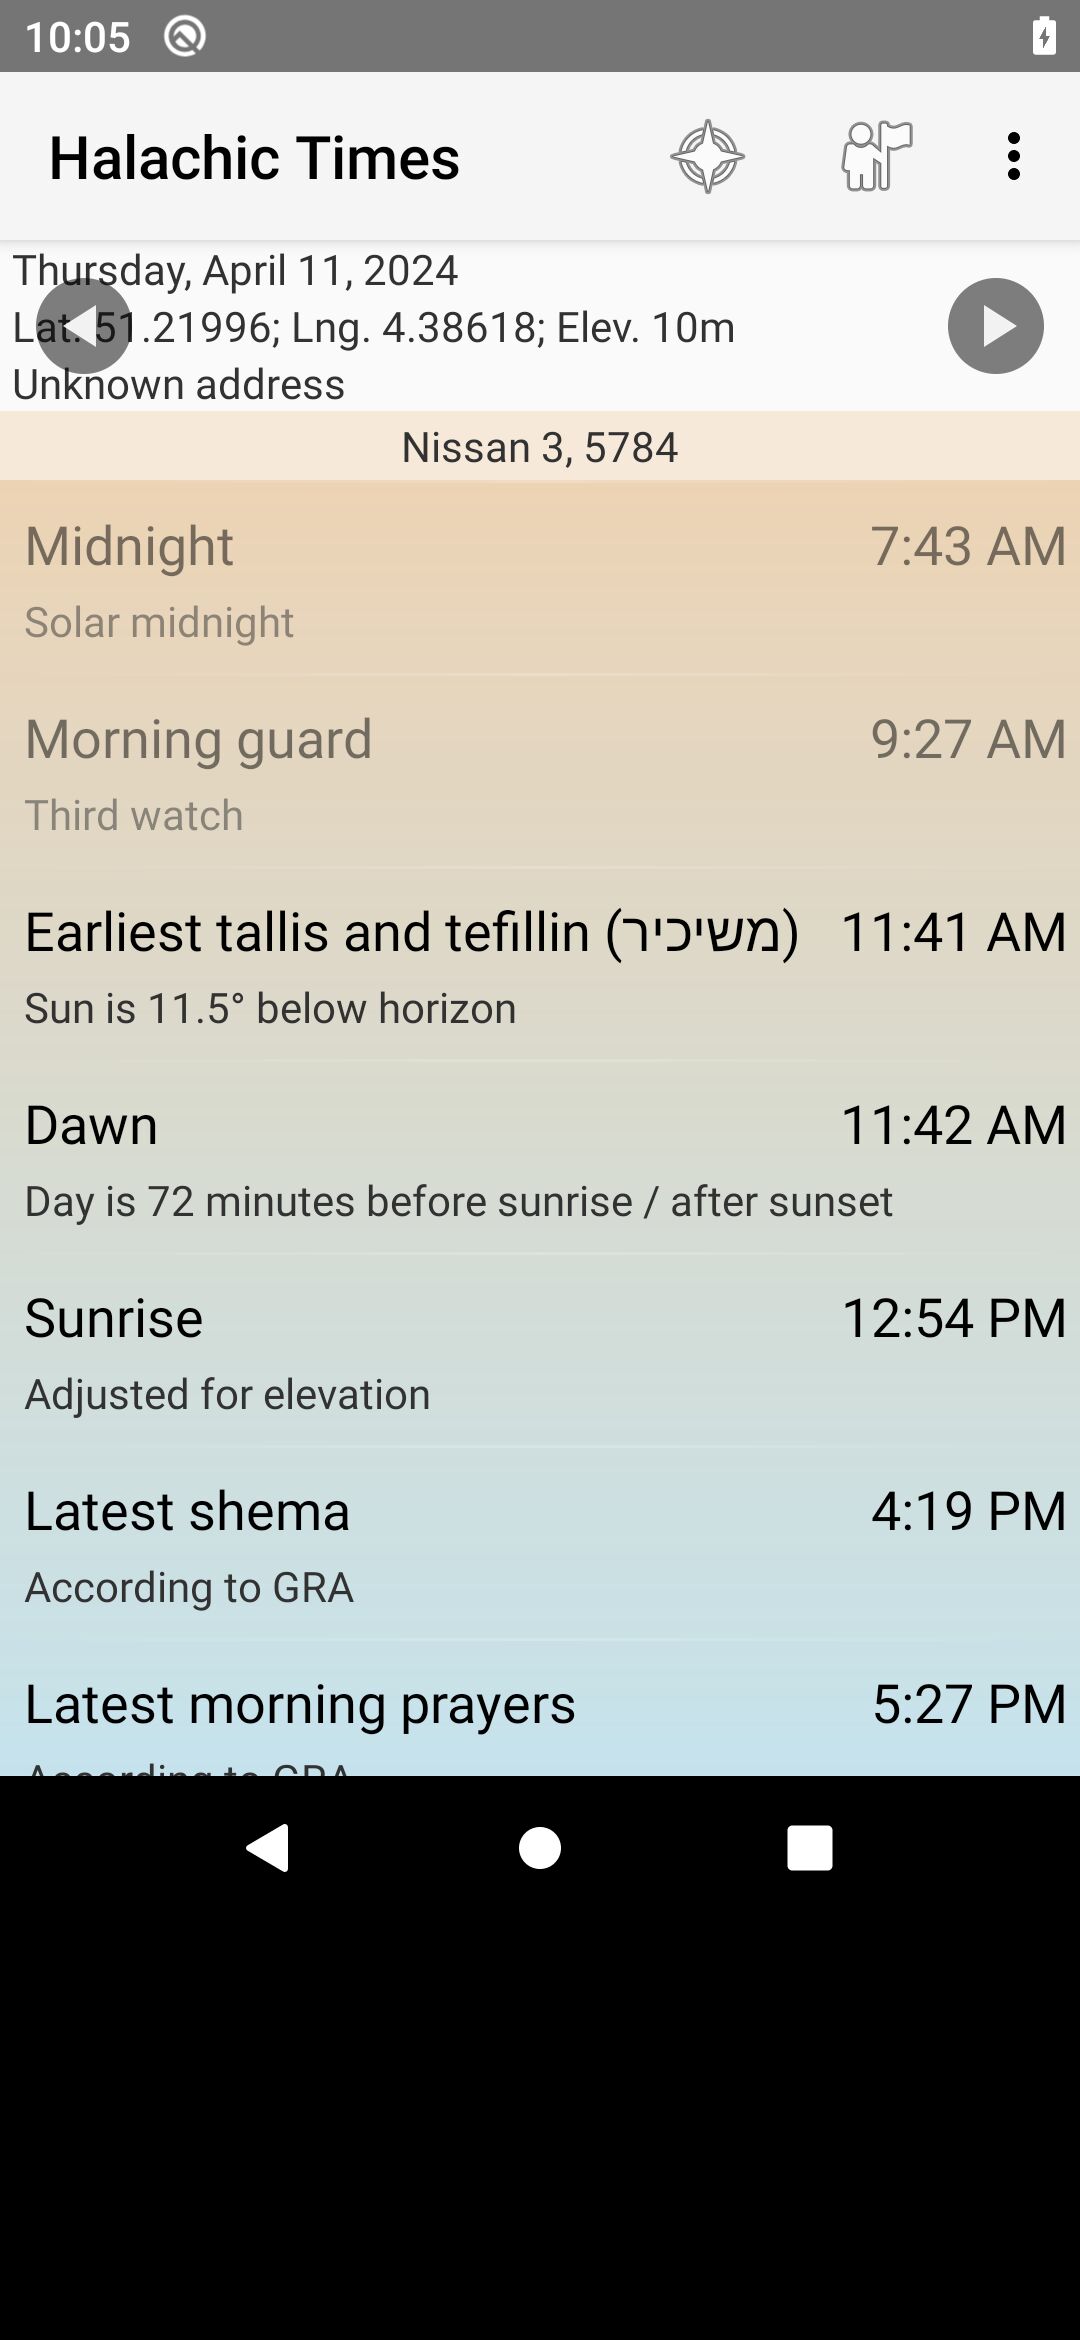 10:05
Halachic Times
Thursday, April 11, 2024
Lat. 51.21996; Lng. 4.38618; Elev. 10m
Unknown address
Nissan 3, 5784
Midnight 7:43 AM
Solar midnight
Morning guard 9:27 AM
Third watch
Earliest tallis and tefillin (משיכיר) 11:41 AM
Sun is 11.5° below horizon
Dawn 11:42 AM
Day is 72 minutes before sunrise / after sunset
Sunrise 12:54 PM
Adjusted for elevation
Latest shema 4:19 PM
According to GRA
Latest morning prayers 5:27 PM
According to GRA